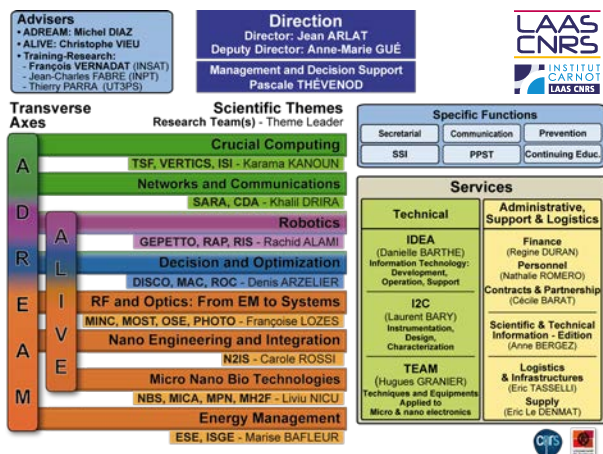 Advisers
• ADREAM: Michel DIAZ
• ALIVE: Christophe VIEU
• Training-Research:
- François VERNADAT (INSAT)
- Jean-Charles FABRE (INPT)
- Thierry PARRA (UT3PS)
Direction
Director: Jean ARLAT
Deputy Director: Anne-Marie GUÉ
Management and Decision Support
Pascale THÉVENOD
LAAS
CNRS
INSTITUT
CARNOT
LAAS CNRS
Transverse
Axes
Scientific Themes
Research Team(s) - Theme Leader
ADREAM
ALIVE
Crucial Computing
TSF, VERTICS, ISI - Karama KANOUN
Networks and Communications
SARA, CDA - Khalil DRIRA
Robotics
GEPETTO, RAP, RIS - Rachid ALAMI
Decision and Optimization
DISCO, MAC, ROC - Denis ARZELIER
RF and Optics: From EM to Systems
MINC, MOST, OSE, PHOTO - Françoise LOZES
Nano Engineering and Integration
N2IS - Carole ROSSI
Micro Nano Bio Technologies
NBS, MICA, MPN, MH2F - Liviu NICU
Energy Management
ESE, ISGE - Marise BAFLEUR
Specific Functions
Secretarial
Communication
Prevention
SSI
PPST
Continuing Educ.
Services
Technical
IDEA
(Danielle BARTHE)
Information Technology:
Development,
Operation, Support
I2C
(Laurent BARY)
Instrumentation,
Design,
Characterization
TEAM
(Hugues GRANIER)
Techniques and Equipments
Applied to
Micro & nano electronics
Administrative,
Support & Logistics
Finance
(Regine DURAN)
Personnel
(Nathalie ROMERO)
Contracts & Partnership
(Cécile BARAT)
Scientific & Technical
Information - Edition
(Anne BERGEZ)
Logistics
& Infrastructures
(Eric TASSELLI)
Supply
(Eric Le DENMAT)
cnrs